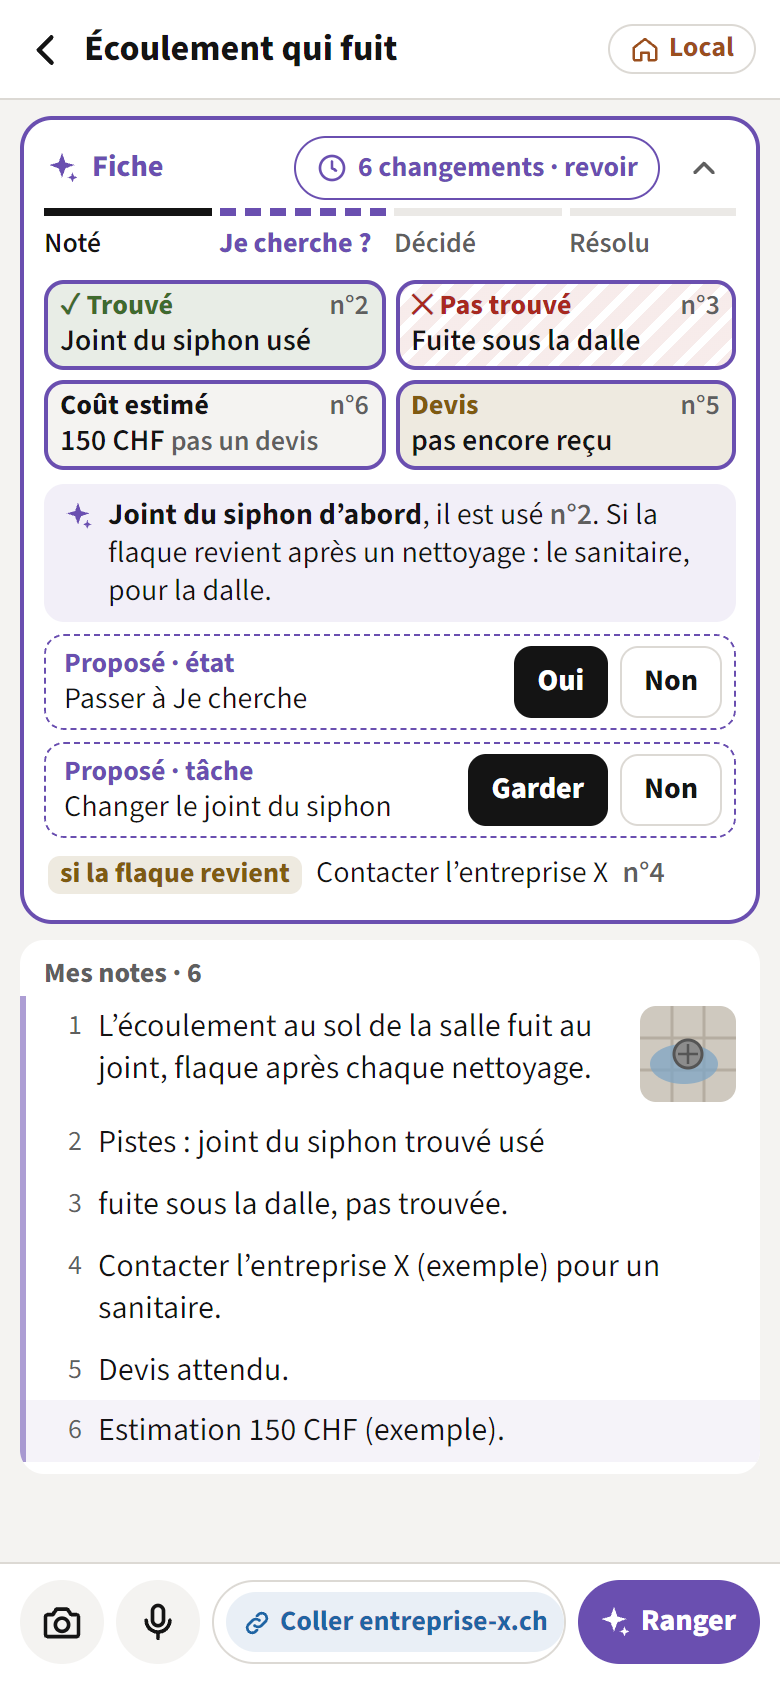 Écoulement qui fuit
Local
Fiche
6 changements · revoir
Noté
Je cherche ?
Décidé
Résolu
✓ Trouvé n°2
Joint du siphon usé
✕ Pas trouvé n°3
Fuite sous la dalle
Coût estimé n°6
150 CHF pas un devis
Devis n°5
pas encore reçu
Joint du siphon d’abord, il est usé n°2. Si la
flaque revient après un nettoyage : le sanitaire,
pour la dalle.
Proposé · état
Passer à Je cherche
Oui
Non
Proposé · tâche
Changer le joint du siphon
Garder
Non
si la flaque revient Contacter l’entreprise X n°4
Mes notes · 6
1 L’écoulement au sol de la salle fuit au
joint, flaque après chaque nettoyage.
2 Pistes : joint du siphon trouvé usé
3 fuite sous la dalle, pas trouvée.
4 Contacter l’entreprise X (exemple) pour un
sanitaire.
5 Devis attendu.
6 Estimation 150 CHF (exemple).
Coller entreprise-x.ch
Ranger